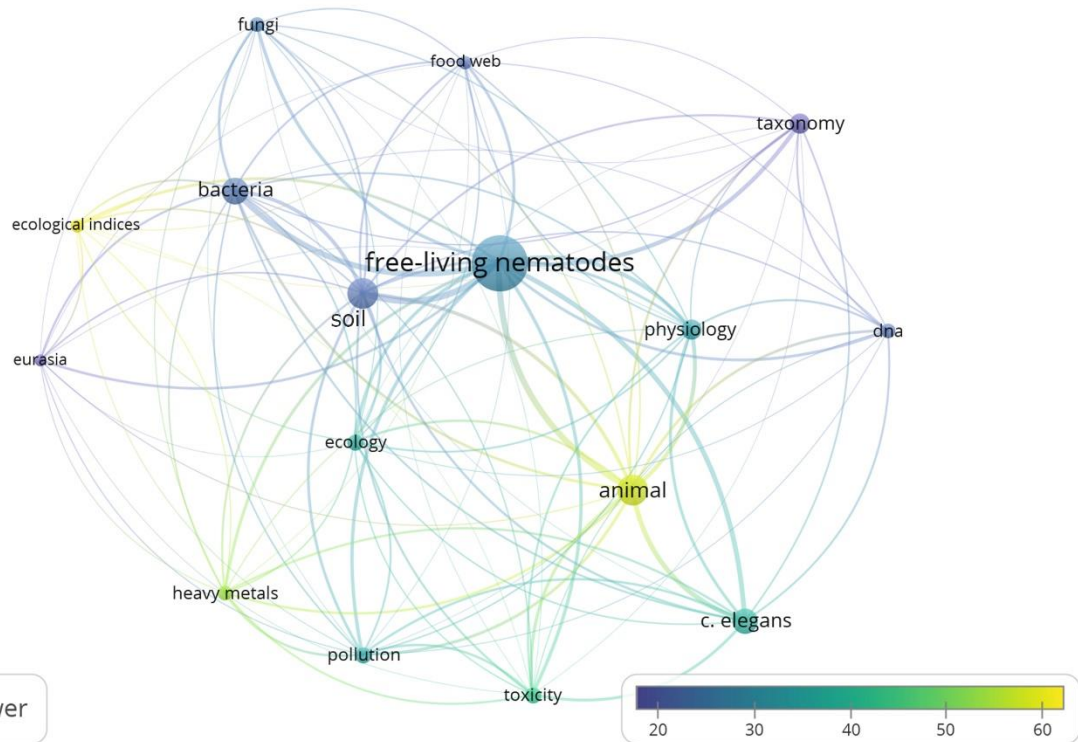 fungi
food web
taxonomy
bacteria
ecological indices
free-living nematodes
soil
physiology
dna
eurasia
ecology
animal
heavy metals
c. elegans
pollution
toxicity
20 30 40 50 60